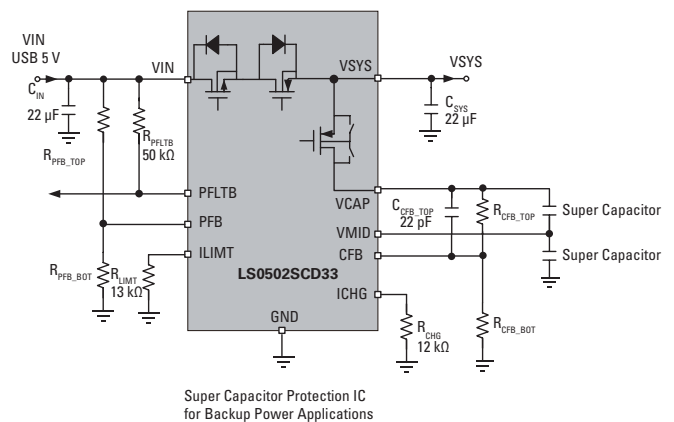 VIN
USB 5 V
VIN
VSYS
VSYS
C_IN
22 µF
C_SYS
22 µF
R_PFLTB
50 kΩ
R_PFB_TOP
PFLTB
VCAP
C_CFB_TOP
22 pF
R_CFB_TOP
Super Capacitor
PFB
VMID
ILIMT
CFB
Super Capacitor
R_PFB_BOT
R_LIMT
13 kΩ
LS0502SCD33
ICHG
GND
R_CHG
12 kΩ
R_CFB_BOT
Super Capacitor Protection IC
for Backup Power Applications